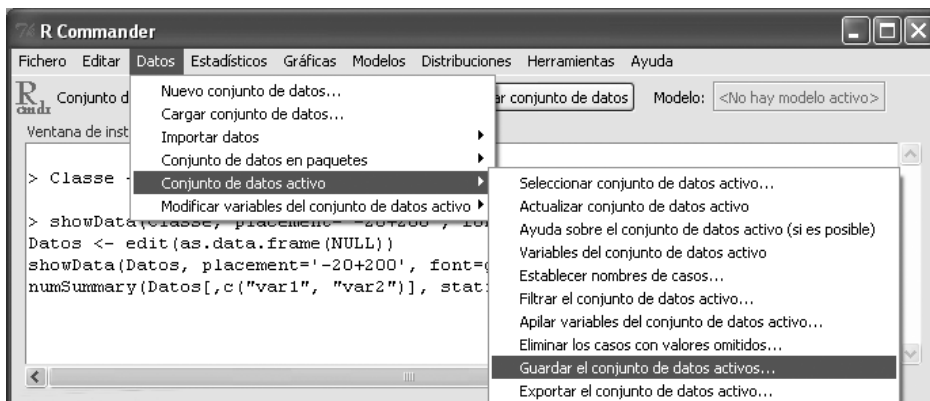 R Commander
Fichero Editar Datos Estadísticos Gráficas Modelos Distribuciones Herramientas Ayuda
R cmdr Conjunto d conjunto de datos Modelo: <No hay modelo activo>
Ventana de inst
Nuevo conjunto de datos...
Cargar conjunto de datos...
Importar datos
Conjunto de datos en paquetes
Conjunto de datos activo
Modificar variables del conjunto de datos activo
Seleccionar conjunto de datos activo...
Actualizar conjunto de datos activo
Ayuda sobre el conjunto de datos activo (si es posible)
Variables del conjunto de datos activo
Establecer nombres de casos...
Filtrar el conjunto de datos activo...
Apilar variables del conjunto de datos activo...
Eliminar los casos con valores omitidos...
Guardar el conjunto de datos activos...
Exportar el conjunto de datos activo...
> Classe
> showData(Classe, placement='-20+200',
Datos <- edit(as.data.frame(NULL))
showData(Datos, placement='-20+200', font=
numSummary(Datos[,c("var1", "var2")],